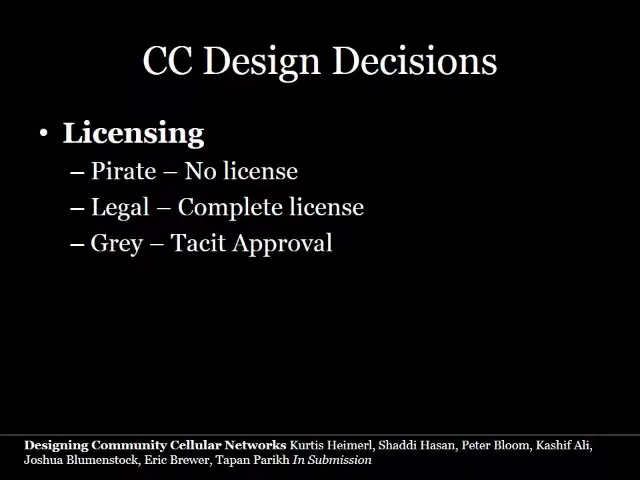 CC Design Decisions
• Licensing
– Pirate – No license
– Legal – Complete license
– Grey – Tacit Approval
Designing Community Cellular Networks Kurtis Heimerl, Shaddi Hasan, Peter Bloom, Kashif Ali,
Joshua Blumenstock, Eric Brewer, Tapan Parikh In Submission